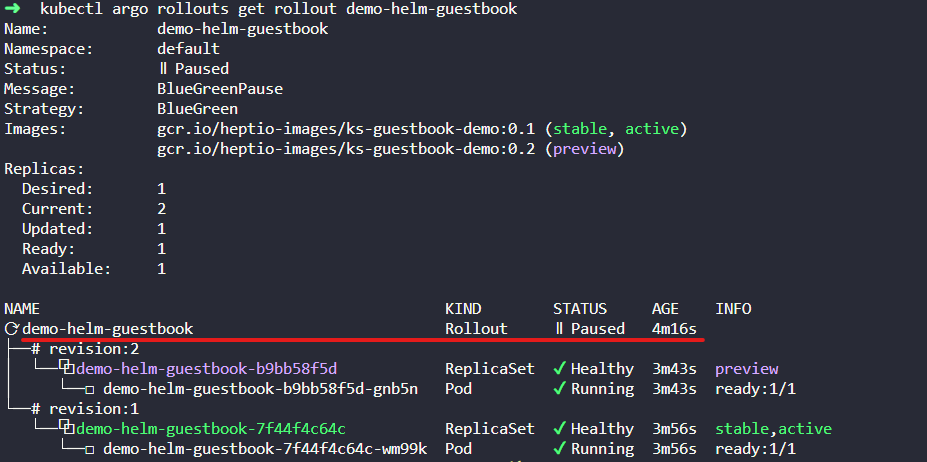 ➜ kubectl argo rollouts get rollout demo-helm-guestbook
Name: demo-helm-guestbook
Namespace: default
Status: ॥ Paused
Message: BlueGreenPause
Strategy: BlueGreen
Images: gcr.io/heptio-images/ks-guestbook-demo:0.1 (stable, active)
gcr.io/heptio-images/ks-guestbook-demo:0.2 (preview)
Replicas:
Desired: 1
Current: 2
Updated: 1
Ready: 1
Available: 1
NAME KIND STATUS AGE INFO
⟳ demo-helm-guestbook Rollout ॥ Paused 4m16s
├──# revision:2
│  └──⧉ demo-helm-guestbook-b9bb58f5d ReplicaSet ✔ Healthy 3m43s preview
│     └──□ demo-helm-guestbook-b9bb58f5d-gnb5n Pod ✔ Running 3m43s ready:1/1
└──# revision:1
   └──⧉ demo-helm-guestbook-7f44f4c64c ReplicaSet ✔ Healthy 3m56s stable,active
      └──□ demo-helm-guestbook-7f44f4c64c-wm99k Pod ✔ Running 3m56s ready:1/1